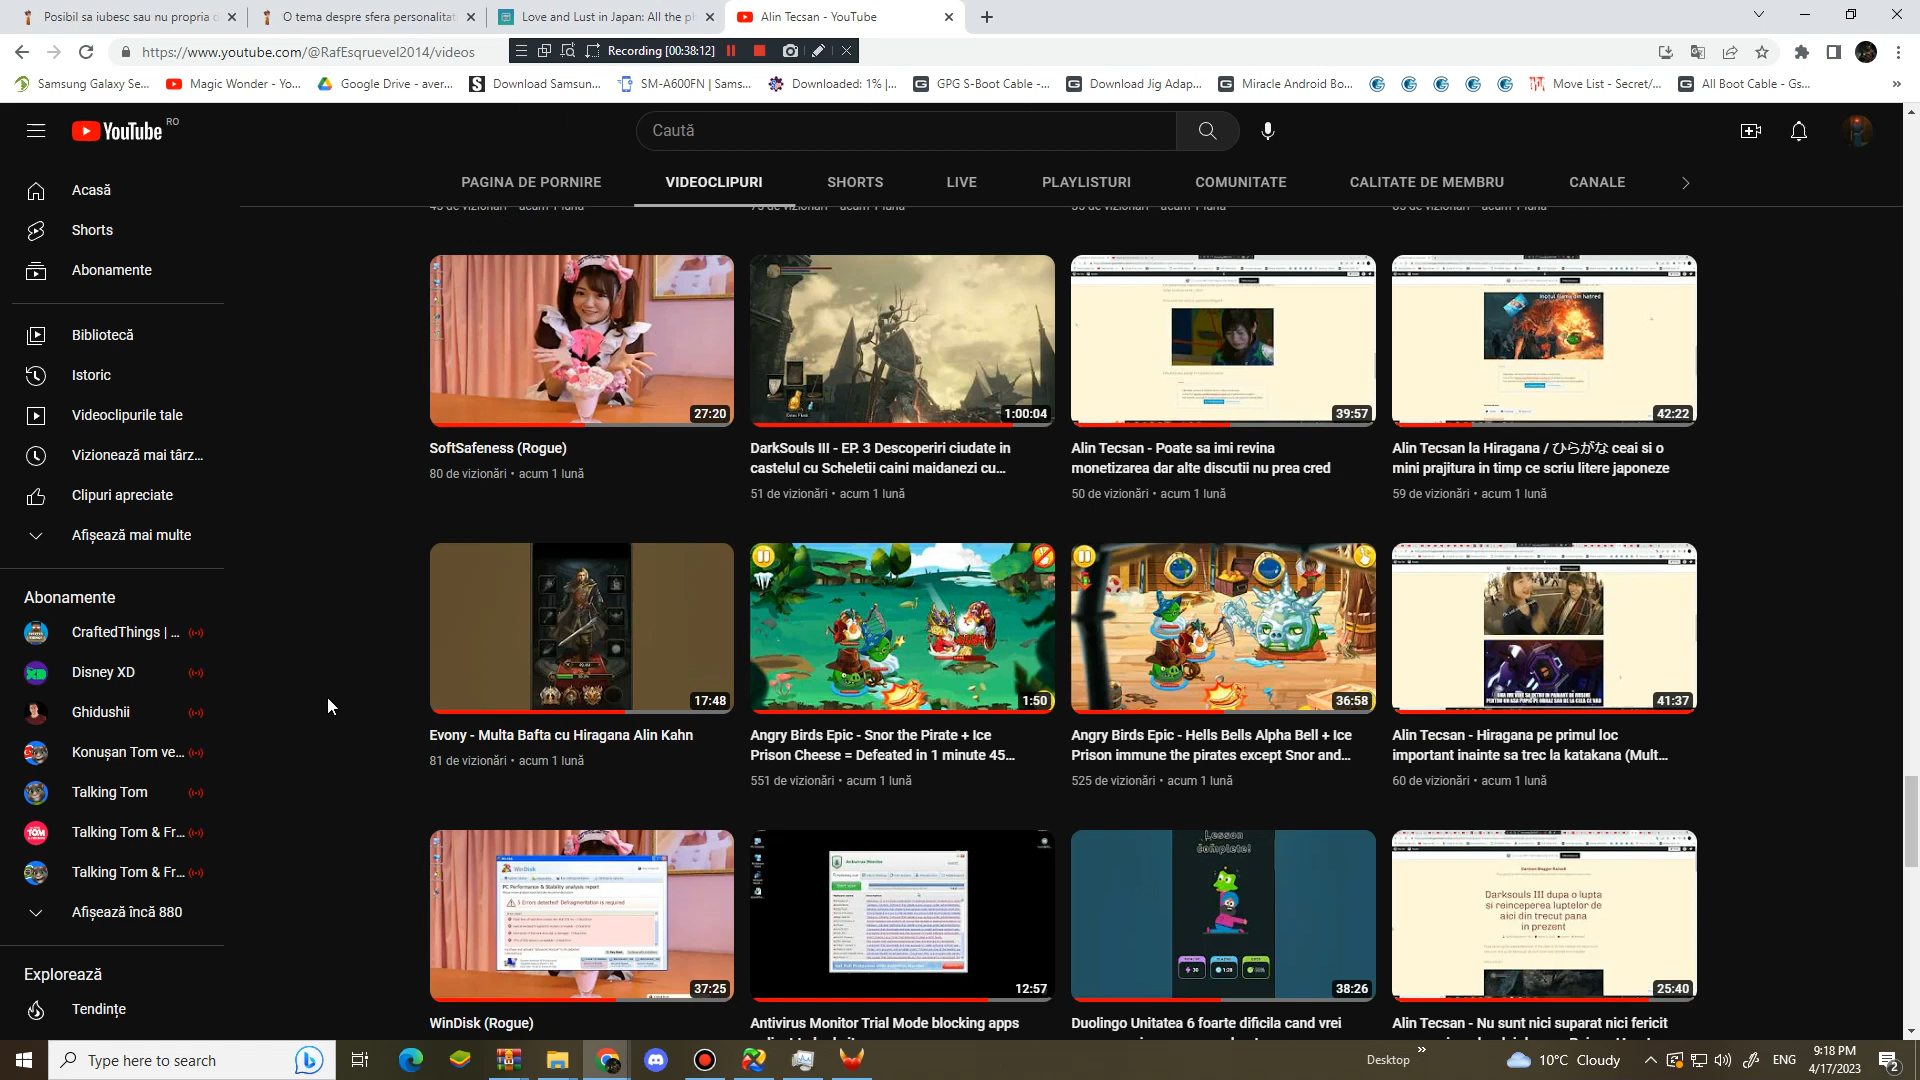 Posibil sa iubesc sau nu propria
O tema despre sfera personalitat
Love and Lust in Japan: All the
Alin Tecsan - YouTube
https://www.youtube.com/@RafEsqruevel2014/videos
Recording [00:38:12]
Samsung Galaxy Se...
Magic Wonder - Yo...
Google Drive - aver...
Download Samsun...
SM-A600FN | Sams...
Downloaded: 1% |...
GPG S-Boot Cable -...
Download Jig Adap...
Miracle Android Bo...
Move List - Secret/...
All Boot Cable - Gs...
YouTube RO
Caută
PAGINA DE PORNIRE
VIDEOCLIPURI
SHORTS
LIVE
PLAYLISTURI
COMUNITATE
CALITATE DE MEMBRU
CANALE
Acasă
Shorts
Abonamente
Bibliotecă
Istoric
Videoclipurile tale
Vizionează mai târz...
Clipuri apreciate
Afișează mai multe
Abonamente
CraftedThings | ...
Disney XD
Ghidushii
Konuşan Tom ve...
Talking Tom
Talking Tom & Fr...
Talking Tom & Fr...
Afișează încă 880
Explorează
Tendințe
27:20
SoftSafeness (Rogue)
80 de vizionări • acum 1 lună
1:00:04
DarkSouls III - EP. 3 Descoperiri ciudate in
castelul cu Scheletii caini maidanezi cu...
51 de vizionări • acum 1 lună
39:57
Alin Tecsan - Poate sa imi revina
monetizarea dar alte discutii nu prea cred
50 de vizionări • acum 1 lună
42:22
Alin Tecsan la Hiragana / ひらがな ceai si o
mini prajitura in timp ce scriu litere japoneze
59 de vizionări • acum 1 lună
17:48
Evony - Multa Bafta cu Hiragana Alin Kahn
81 de vizionări • acum 1 lună
1:50
Angry Birds Epic - Snor the Pirate + Ice
Prison Cheese = Defeated in 1 minute 45...
551 de vizionări • acum 1 lună
36:58
Angry Birds Epic - Hells Bells Alpha Bell + Ice
Prison immune the pirates except Snor and...
525 de vizionări • acum 1 lună
41:37
Alin Tecsan - Hiragana pe primul loc
important inainte sa trec la katakana (Mult...
60 de vizionări • acum 1 lună
WinDisk
PC Performance & Stability analysis report
5 Errors detected! Defragmentation is required
37:25
WinDisk (Rogue)
Antivirus Monitor
12:57
Antivirus Monitor Trial Mode blocking apps
Lesson
complete!
38:26
Duolingo Unitatea 6 foarte dificila cand vrei
Darksouls III dupa o lupta
si reinceperea luptelor de
aici din trecut pana
in prezent
25:40
Alin Tecsan - Nu sunt nici suparat nici fericit
Type here to search
Desktop
10°C Cloudy
ENG
9:18 PM
4/17/2023
2